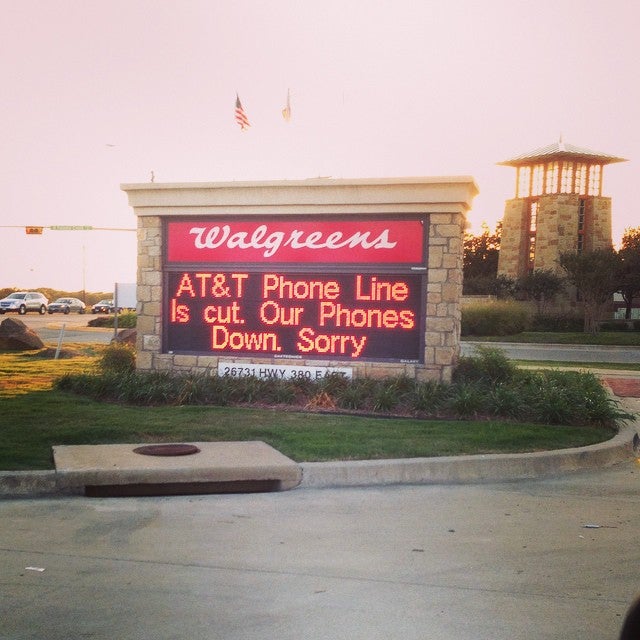 Walgreens
AT&T Phone Line
Is cut. Our Phones
Down. Sorry
26731 HWY 380 EAST